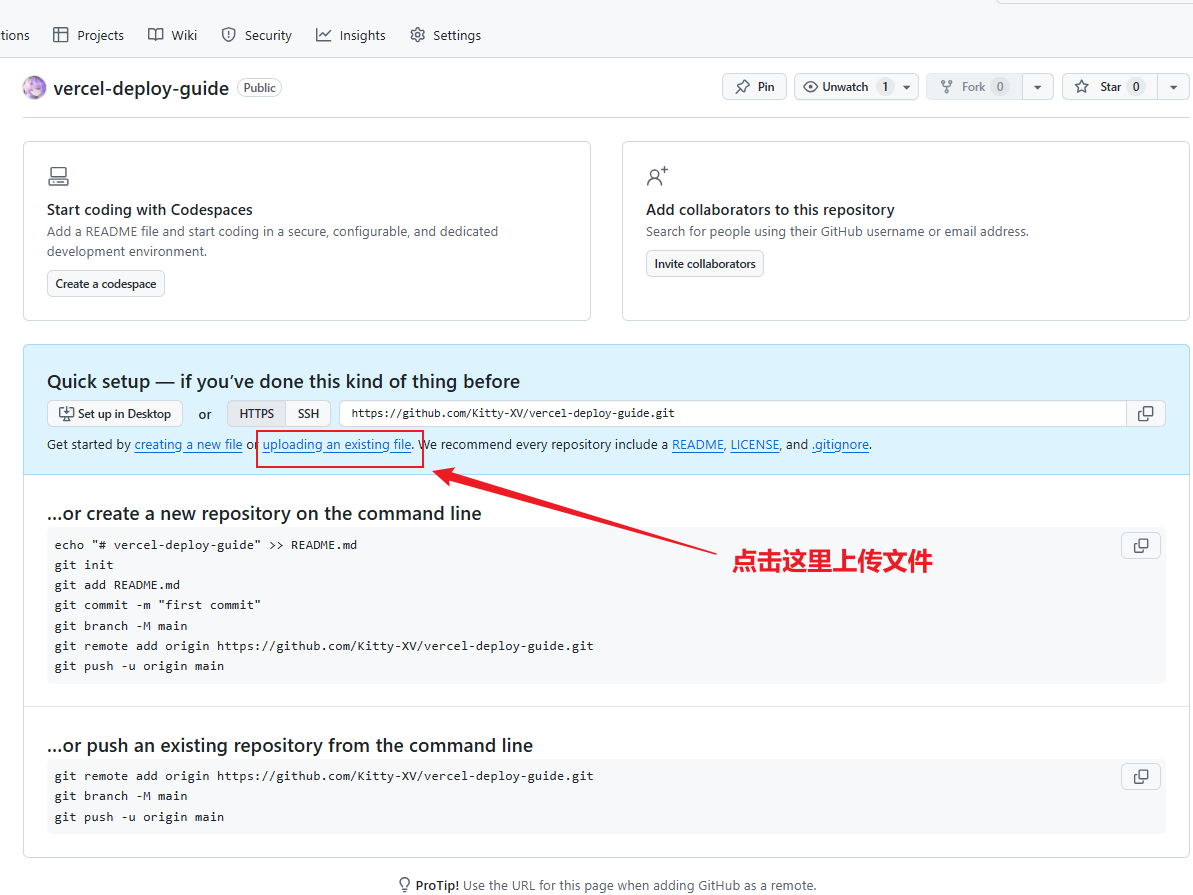 tions Projects Wiki Security Insights Settings
vercel-deploy-guide Public Pin Unwatch 1 Fork 0 Star 0
Start coding with Codespaces
Add a README file and start coding in a secure, configurable, and dedicated
development environment.
Create a codespace
Add collaborators to this repository
Search for people using their GitHub username or email address.
Invite collaborators
Quick setup — if you’ve done this kind of thing before
Set up in Desktop or HTTPS SSH https://github.com/Kitty-XV/vercel-deploy-guide.git
Get started by creating a new file or uploading an existing file. We recommend every repository include a README, LICENSE, and .gitignore.
…or create a new repository on the command line
echo "# vercel-deploy-guide" >> README.md
git init
git add README.md
git commit -m "first commit"
git branch -M main
git remote add origin https://github.com/Kitty-XV/vercel-deploy-guide.git
git push -u origin main
点击这里上传文件
…or push an existing repository from the command line
git remote add origin https://github.com/Kitty-XV/vercel-deploy-guide.git
git branch -M main
git push -u origin main
ProTip! Use the URL for this page when adding GitHub as a remote.